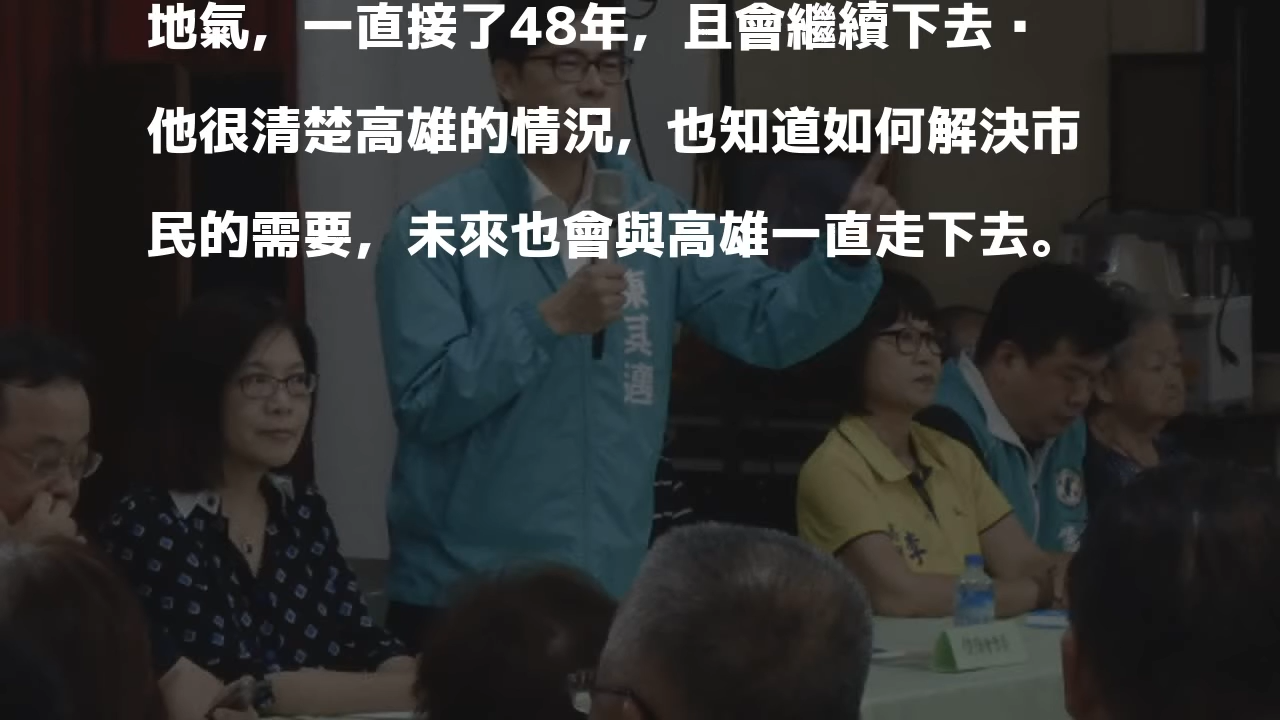 地氣，一直接了48年，且會繼續下去·
他很清楚高雄的情況，也知道如何解決市
民的需要，未來也會與高雄一直走下去。
李